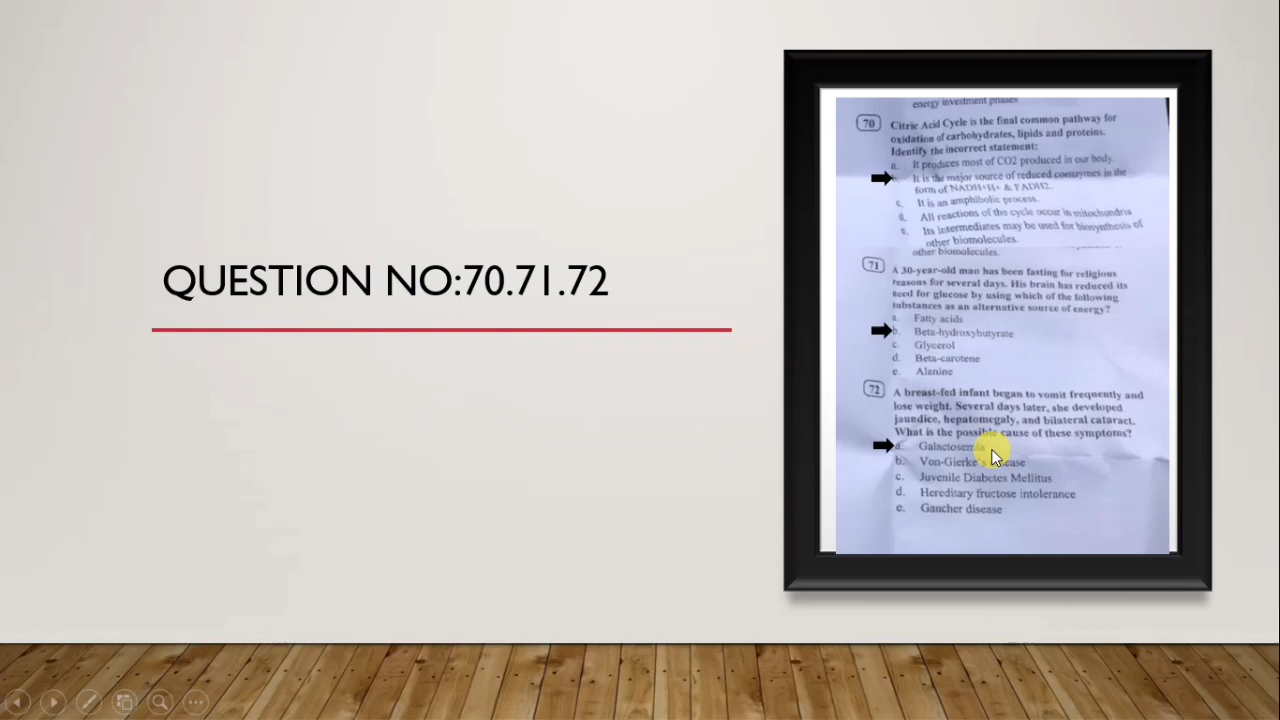 QUESTION NO:70.71.72
energy investment phases
70 Citric Acid Cycle is the final common pathway for
oxidation of carbohydrates, lipids and proteins.
Identify the incorrect statement:
a. It produces most of CO2 produced in our body.
It is the major source of reduced coenzymes in the
form of NADH+H+ & FADH2.
c. It is an amphibolic process.
d. All reactions of the cycle occur in mitochondria
e. Its intermediates may be used for biosynthesis of
other biomolecules.
other biomolecules.
71 A 30-year-old man has been fasting for religious
reasons for several days. His brain has reduced its
need for glucose by using which of the following
substances as an alternative source of energy?
a. Fatty acids
b. Beta-hydroxybutyrate
c. Glycerol
d. Beta-carotene
e. Alanine
72 A breast-fed infant began to vomit frequently and
lose weight. Several days later, she developed
jaundice, hepatomegaly, and bilateral cataract.
What is the possible cause of these symptoms?
a. Galactosemia
b. Von-Gierke's disease
c. Juvenile Diabetes Mellitus
d. Hereditary fructose intolerance
e. Gaucher disease